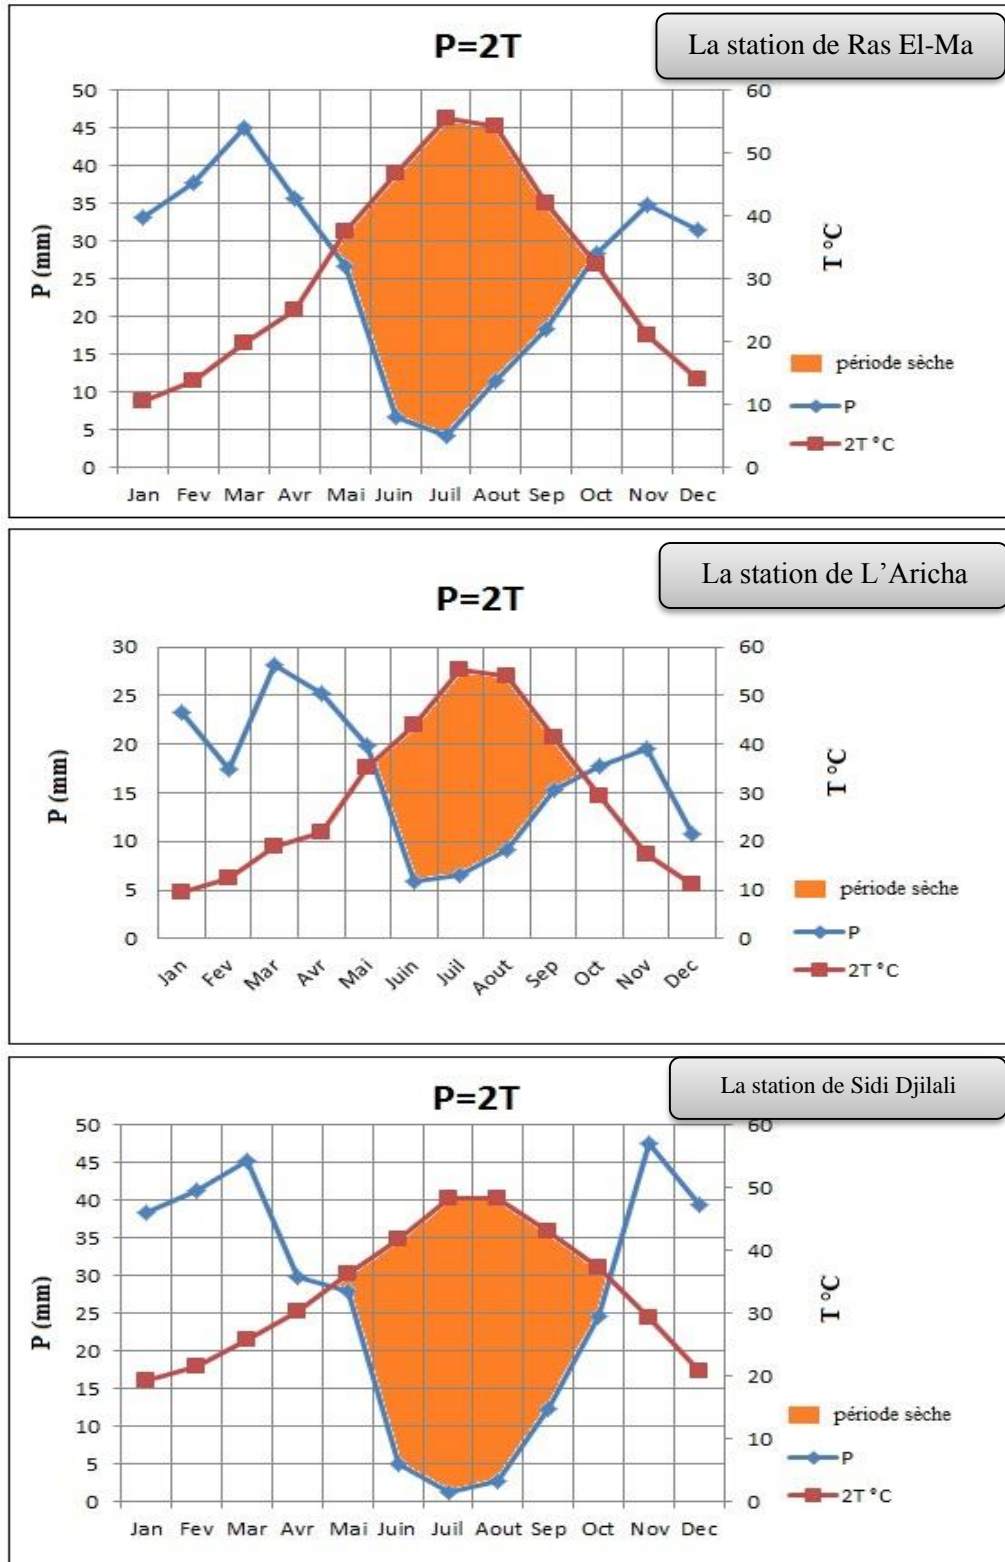 La station de Ras El-Ma
P=2T
50
45
40
35
30
25
20
15
10
5
0
P (mm)
60
50
40
30
20
10
0
T °C
période sèche
P
2T °C
Jan Fev Mar Avr Mai Juin Juil Aout Sep Oct Nov Dec
La station de L’Aricha
P=2T
30
25
20
15
10
5
0
P (mm)
60
50
40
30
20
10
0
T °C
période sèche
P
2T °C
Jan Fev Mar Avr Mai Juin Juil Aout Sep Oct Nov Dec
La station de Sidi Djilali
P=2T
50
45
40
35
30
25
20
15
10
5
0
P (mm)
60
50
40
30
20
10
0
T °C
période sèche
P
2T °C
Jan Fev Mar Avr Mai Juin Juil Aout Sep Oct Nov Dec